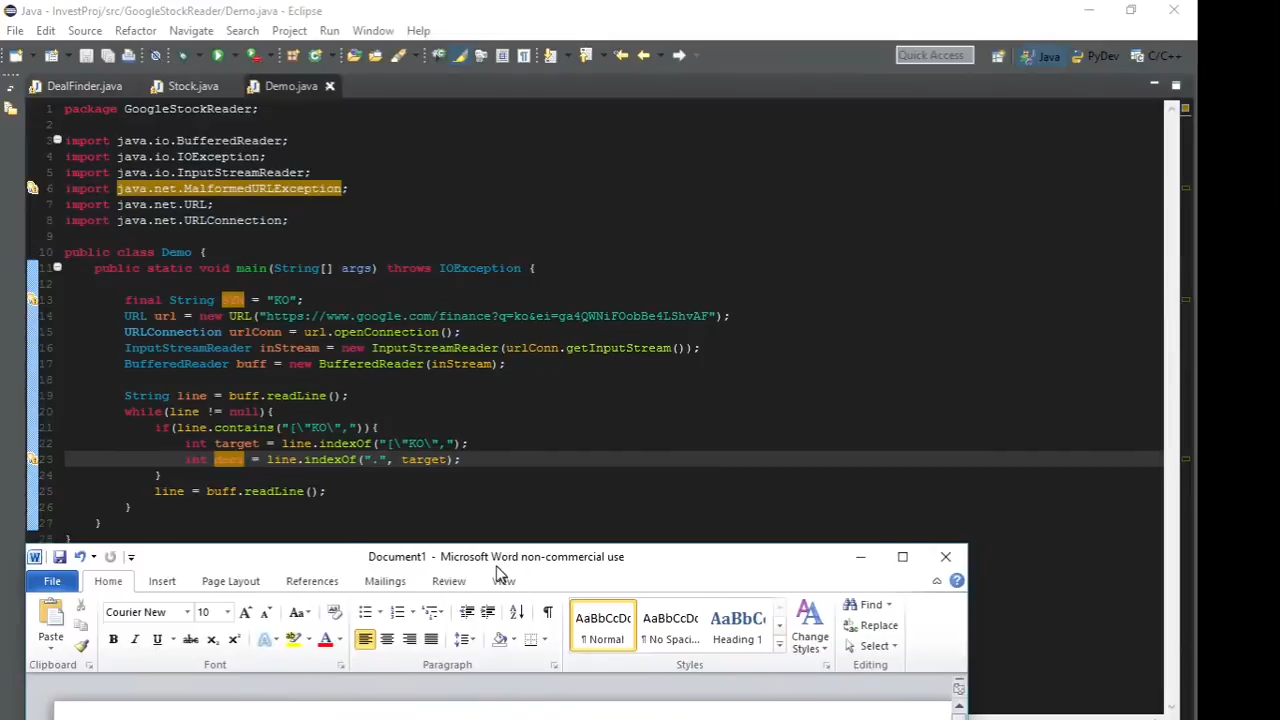 Java - InvestProj/src/GoogleStockReader/Demo.java - Eclipse
File Edit Source Refactor Navigate Search Project Run Window Help
Quick Access Java PyDev C/C++
DealFinder.java Stock.java Demo.java
1 package GoogleStockReader;
2
3 import java.io.BufferedReader;
4 import java.io.IOException;
5 import java.io.InputStreamReader;
6 import java.net.MalformedURLException;
7 import java.net.URL;
8 import java.net.URLConnection;
9
10 public class Demo {
11 public static void main(String[] args) throws IOException {
12
13 final String = "KO";
14 URL url = new URL("https://www.google.com/finance?q=ko&ei=ga4QWNiFOobBe4LShvAF");
15 URLConnection urlConn = url.openConnection();
16 InputStreamReader inStream = new InputStreamReader(urlConn.getInputStream());
17 BufferedReader buff = new BufferedReader(inStream);
18
19 String line = buff.readLine();
20 while(line != null){
21 if(line.contains("[\"KO\",")){
22 int target = line.indexOf("[\"KO\",");
23 int = line.indexOf(".", target);
24 }
25 line = buff.readLine();
26 }
27 }
28 }
Document1 - Microsoft Word non-commercial use
File Home Insert Page Layout References Mailings Review View
Paste Courier New 10 A A Aa
B I U abc x₂ x² A A
AaBbCcDc AaBbCcDc AaBbCc
¶ Normal ¶ No Spaci... Heading 1
Change Styles
Find
Replace
Select
Clipboard Font Paragraph Styles Editing